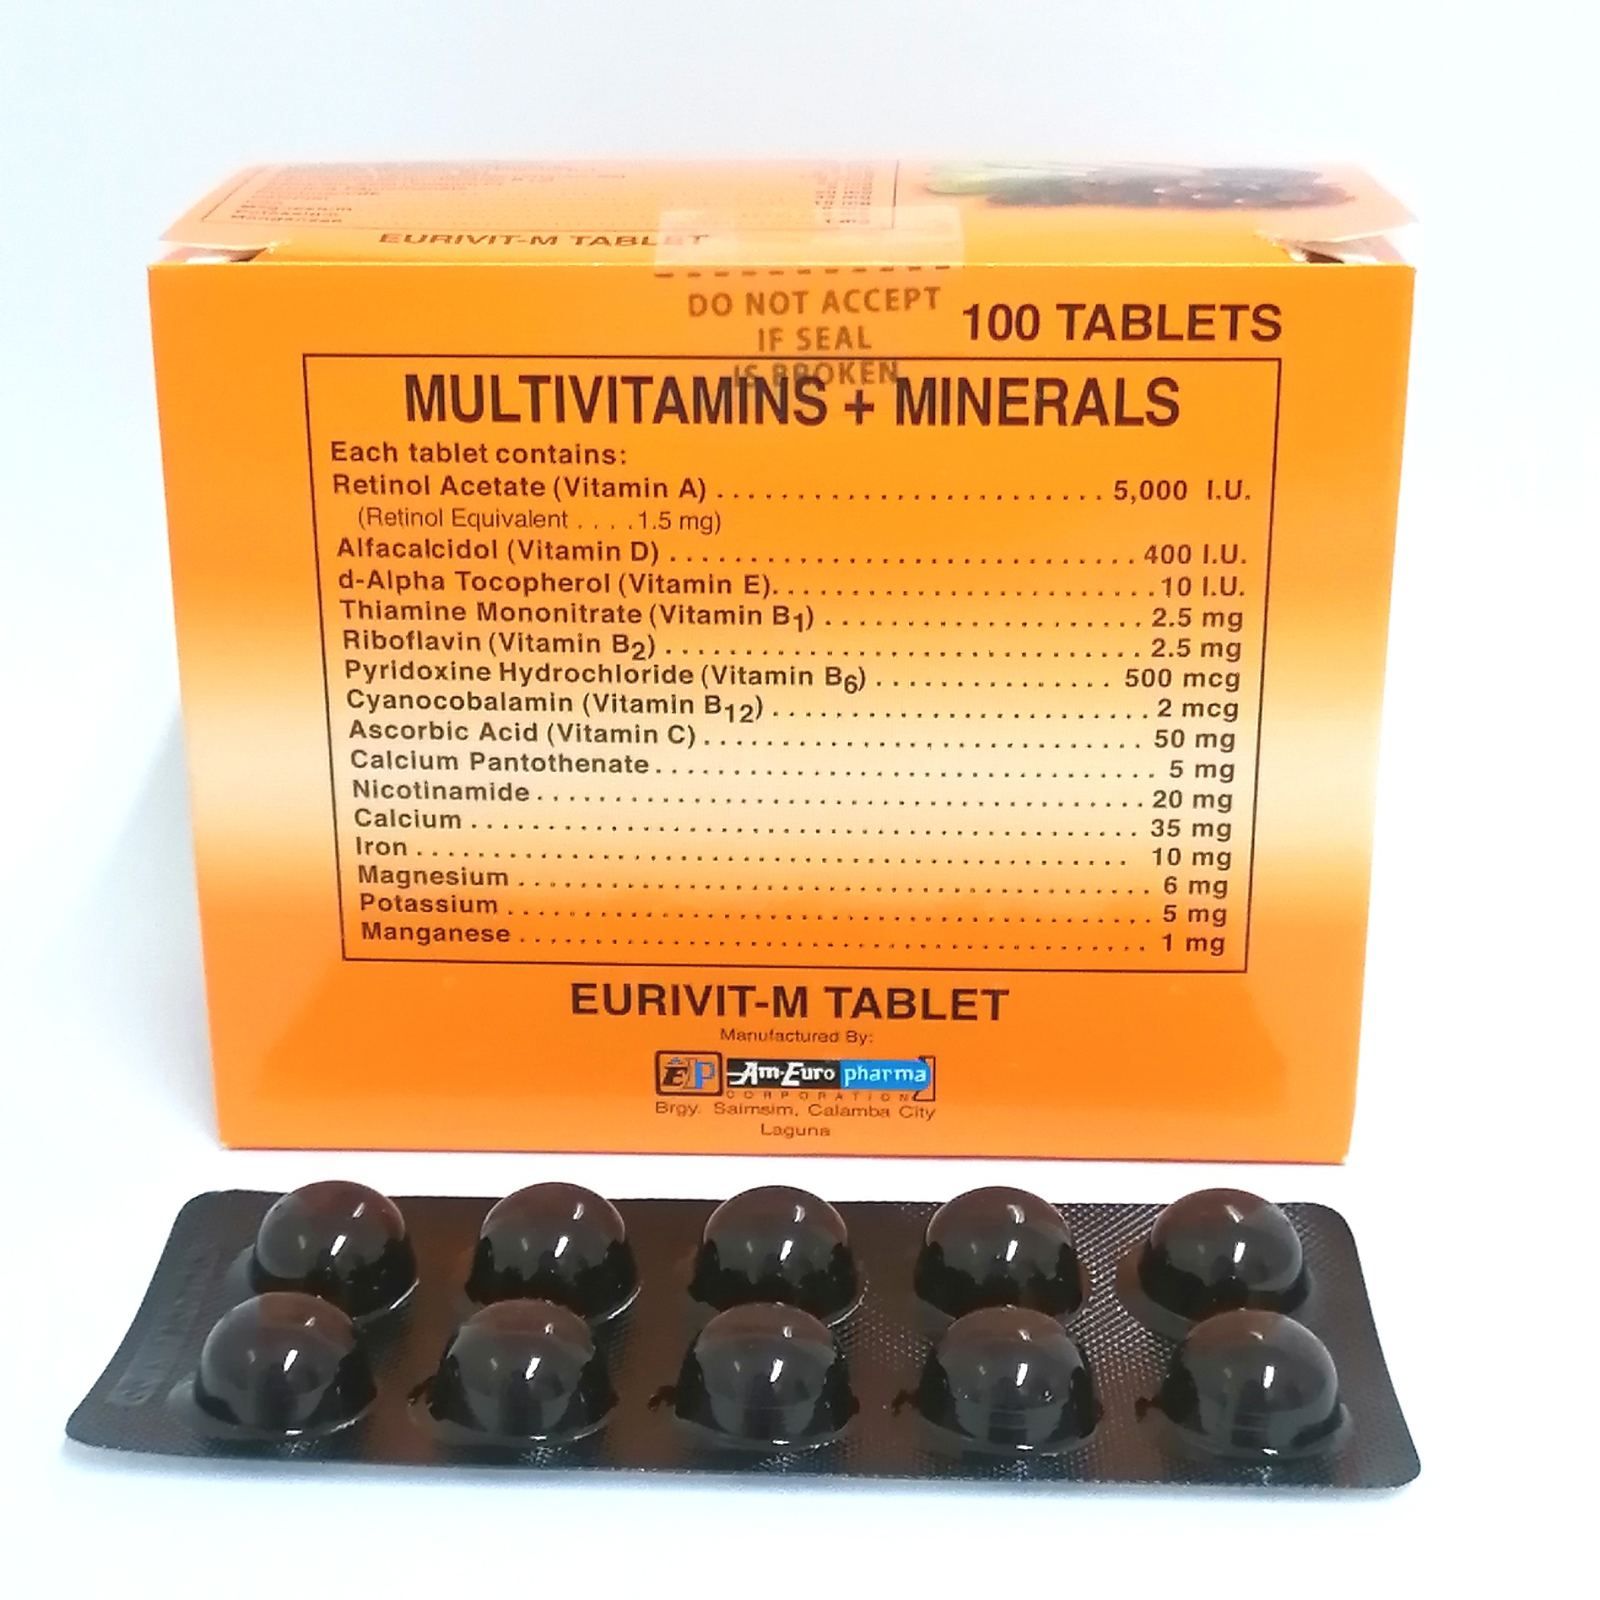 Manganese
EURIVIT-M TABLET
DO NOT ACCEPT
IF SEAL
IS BROKEN
100 TABLETS
MULTIVITAMINS + MINERALS
Each tablet contains:
Retinol Acetate (Vitamin A) ........................ 5,000 I.U.
(Retinol Equivalent . . . .1.5 mg)
Alfacalcidol (Vitamin D) ............................. 400 I.U.
d-Alpha Tocopherol (Vitamin E)........................10 I.U.
Thiamine Mononitrate (Vitamin B1) .................... 2.5 mg
Riboflavin (Vitamin B2) .............................. 2.5 mg
Pyridoxine Hydrochloride (Vitamin B6) ............... 500 mcg
Cyanocobalamin (Vitamin B12) ........................ 2 mcg
Ascorbic Acid (Vitamin C) ............................ 50 mg
Calcium Pantothenate ................................ 5 mg
Nicotinamide ....................................... 20 mg
Calcium ............................................ 35 mg
Iron ............................................... 10 mg
Magnesium .......................................... 6 mg
Potassium .......................................... 5 mg
Manganese .......................................... 1 mg
EURIVIT-M TABLET
Manufactured By:
EP Am-Euro pharma
CORPORATION
Brgy. Saimsim, Calamba City
Laguna